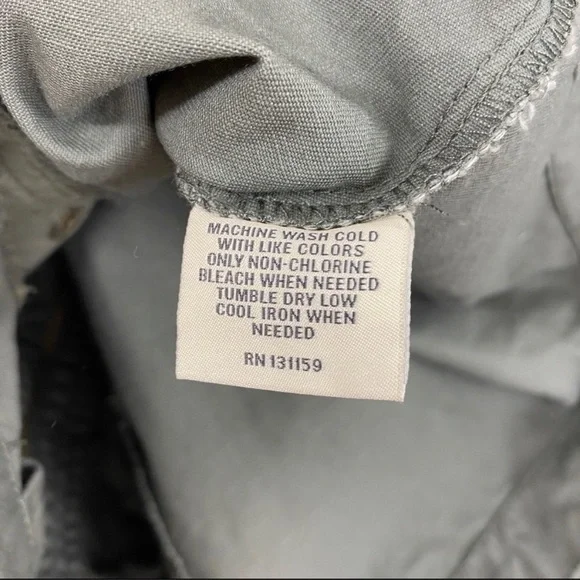 MACHINE WASH COLD
WITH LIKE COLORS
ONLY NON-CHLORINE
BLEACH WHEN NEEDED
TUMBLE DRY LOW
COOL IRON WHEN
NEEDED
RN 131159